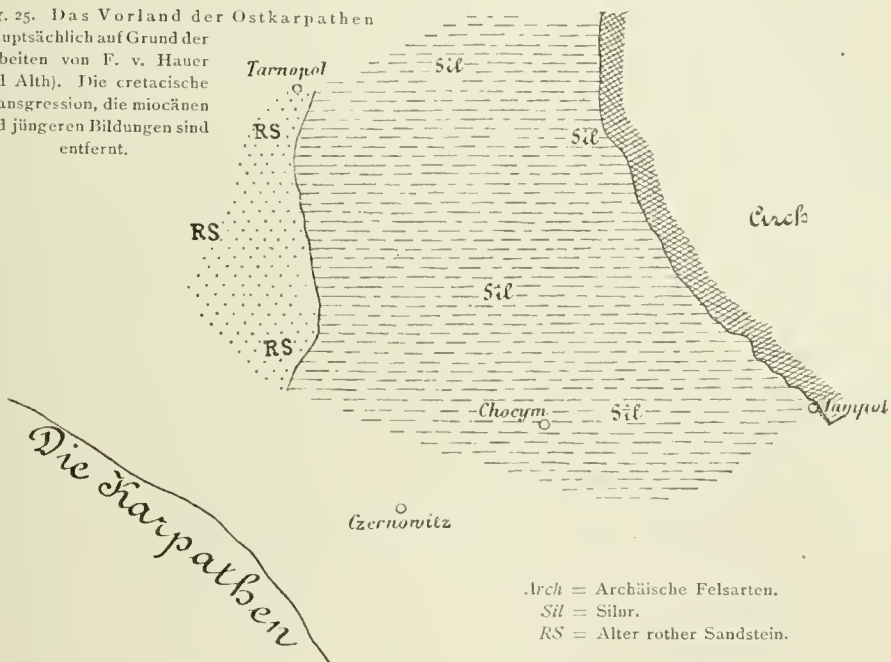 . 25. Das Vorland der Ostkarpathen
uptsächlich auf Grund der
beiten von F. v. Hauer
l Alth). Die cretacische
ansgression, die miocänen
d jüngeren Bildungen sind
entfernt.
Tarnopol
Sil
RS
Sil
Arch
RS
Sil
RS
Chocym
Sil
Jampol
Die Karpathen
Czernowitz
Arch = Archäische Felsarten.
Sil = Silur.
RS = Alter rother Sandstein.